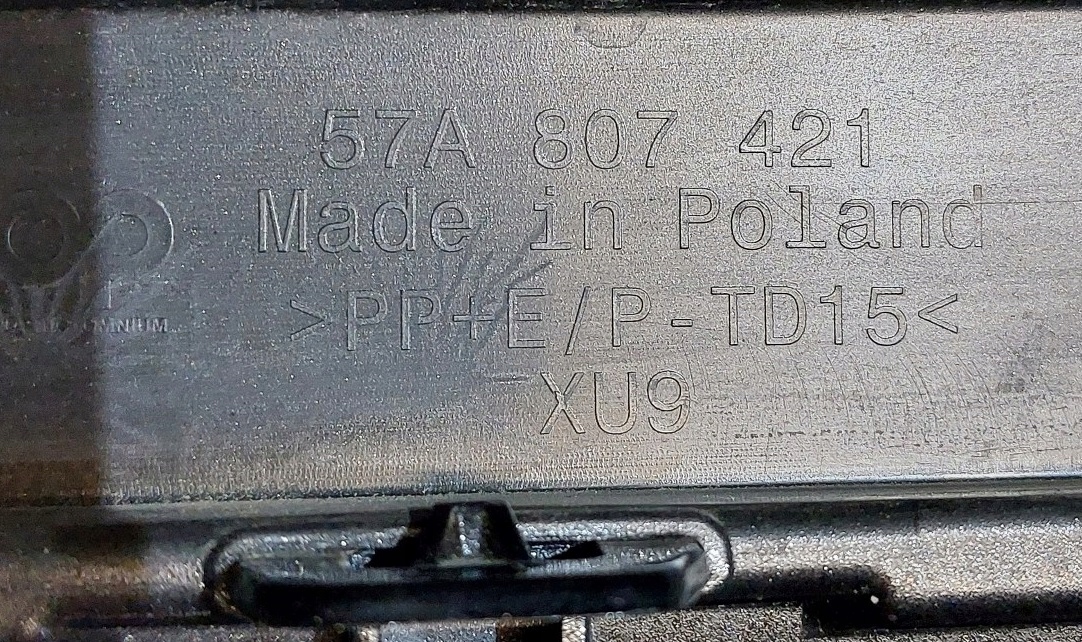 57A 807 421
Made in Poland
>PP+E/P-TD15<
XU9